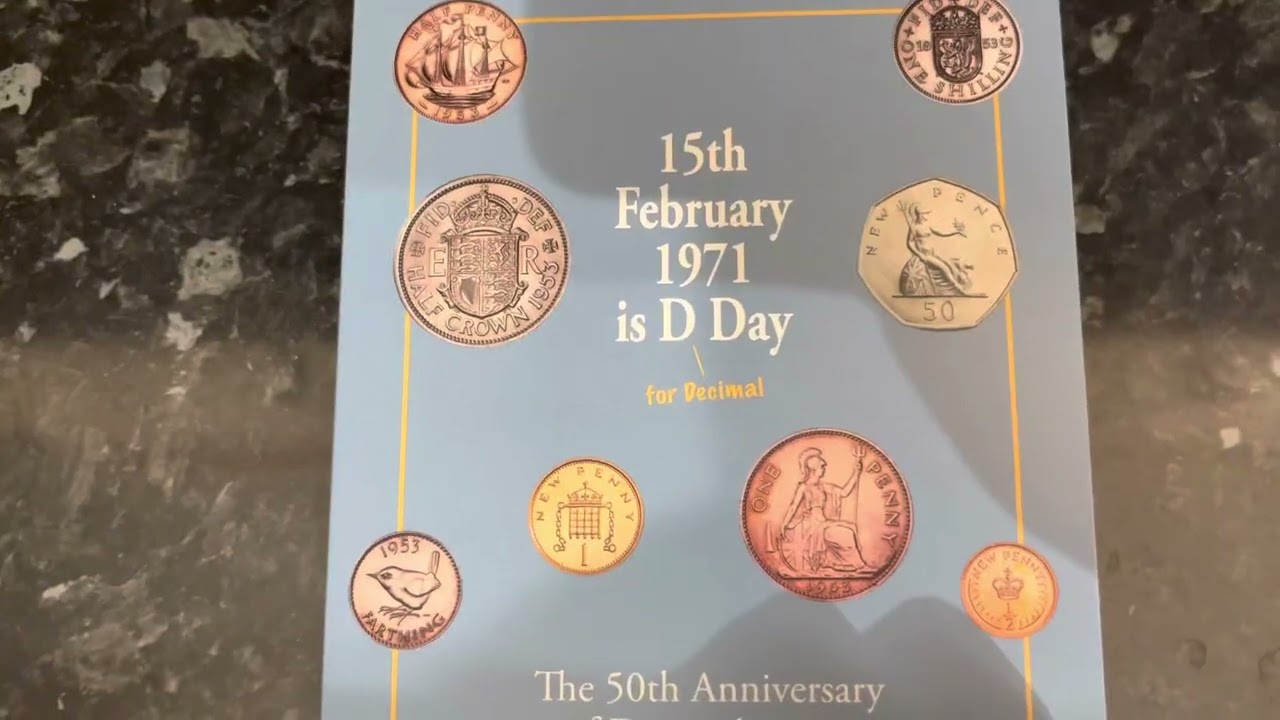 HALF PENNY
1953
FID DEF
1953
ONE SHILLING
15th
February
1971
is D Day
for Decimal
FID. DEF
E R
HALF CROWN 1953
NEW PENCE
50
NEW PENNY
1
ONE PENNY
1953
1953
FARTHING
NEW PENNY
1/2
The 50th Anniversary